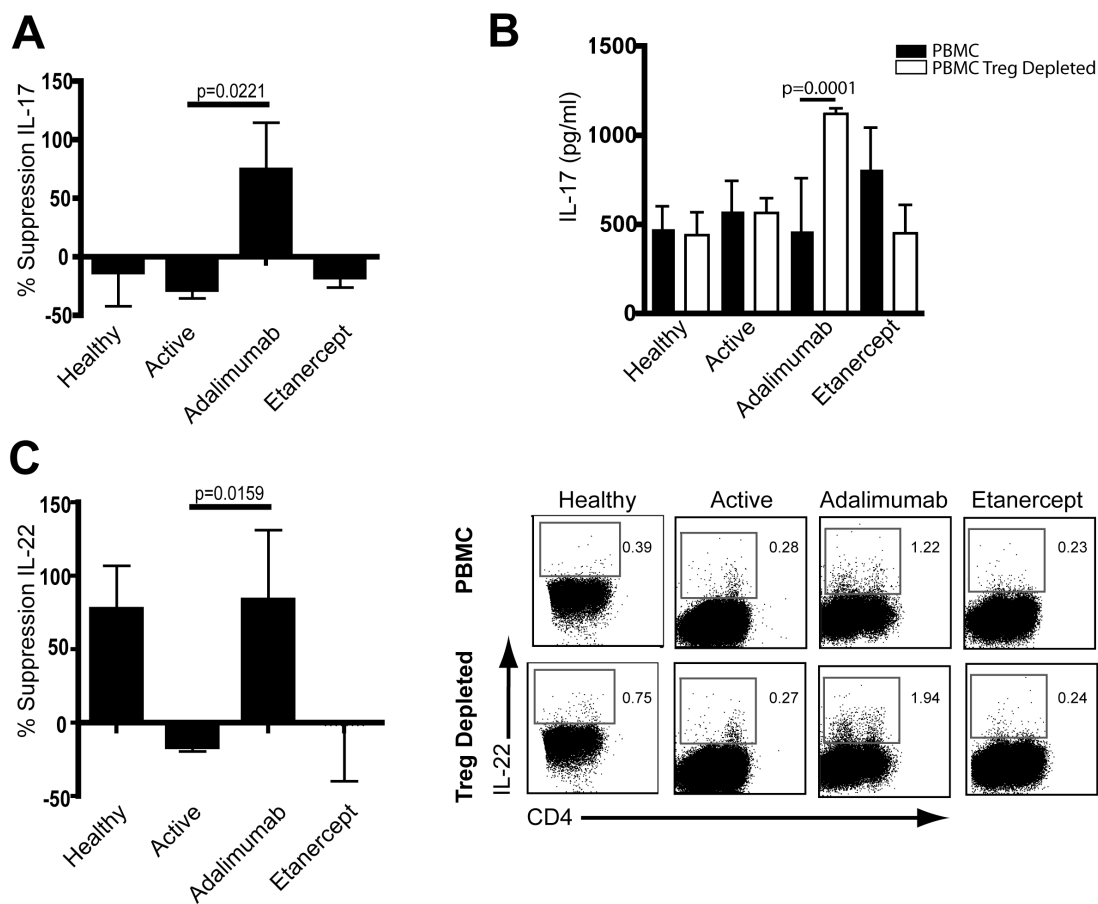 A
% Suppression IL-17
150
100
50
0
-50
p=0.0221
Healthy
Active
Adalimumab
Etanercept
B
IL-17 (pg/ml)
1500
1000
500
0
p=0.0001
PBMC
PBMC Treg Depleted
Healthy
Active
Adalimumab
Etanercept
C
% Suppression IL-22
150
100
50
0
-50
p=0.0159
Healthy
Active
Adalimumab
Etanercept
Healthy
Active
Adalimumab
Etanercept
PBMC
0.39
0.28
1.22
0.23
Treg Depleted
0.75
0.27
1.94
0.24
IL-22
CD4